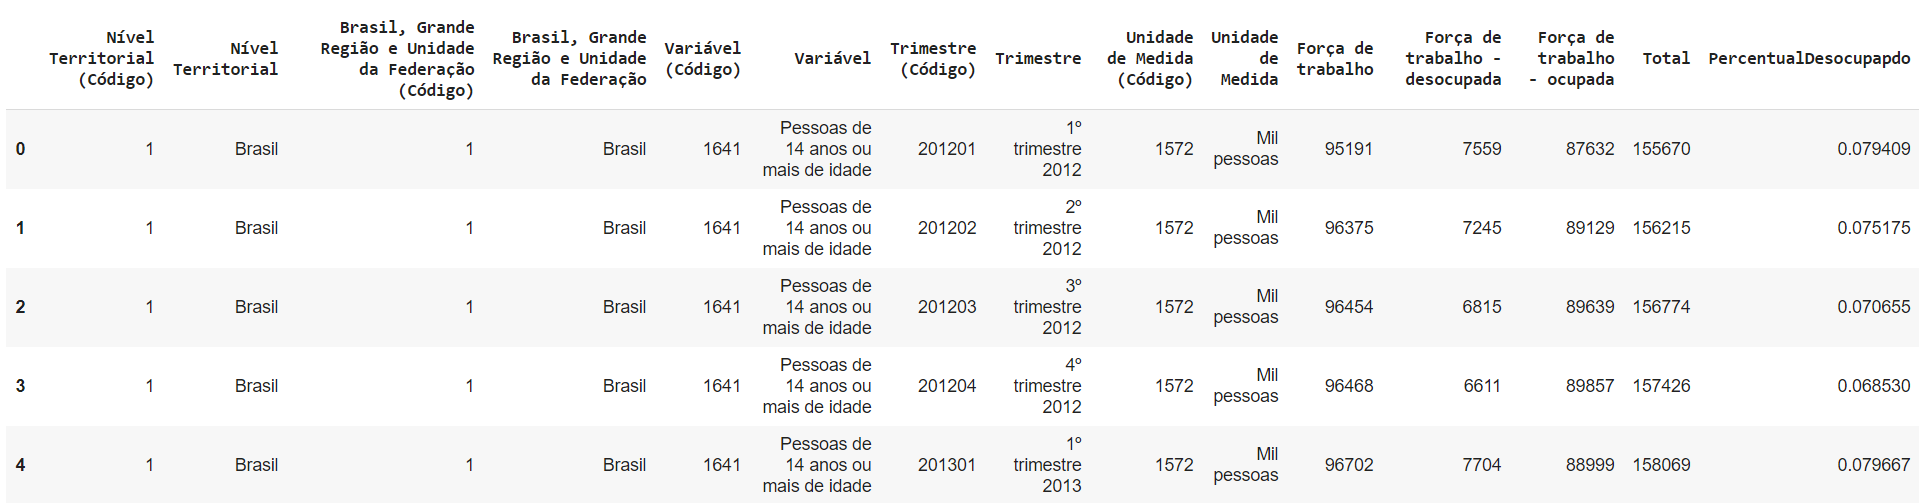 Nível Territorial (Código) Nível Territorial Brasil, Grande Região e Unidade da Federação (Código) Brasil, Grande Região e Unidade da Federação Variável (Código) Variável Trimestre (Código) Trimestre Unidade de Medida (Código) Unidade de Medida Força de trabalho Força de trabalho - desocupada Força de trabalho - ocupada Total PercentualDesocupapdo
0 1 Brasil 1 Brasil 1641 Pessoas de 14 anos ou mais de idade 201201 1º trimestre 2012 1572 Mil pessoas 95191 7559 87632 155670 0.079409
1 1 Brasil 1 Brasil 1641 Pessoas de 14 anos ou mais de idade 201202 2º trimestre 2012 1572 Mil pessoas 96375 7245 89129 156215 0.075175
2 1 Brasil 1 Brasil 1641 Pessoas de 14 anos ou mais de idade 201203 3º trimestre 2012 1572 Mil pessoas 96454 6815 89639 156774 0.070655
3 1 Brasil 1 Brasil 1641 Pessoas de 14 anos ou mais de idade 201204 4º trimestre 2012 1572 Mil pessoas 96468 6611 89857 157426 0.068530
4 1 Brasil 1 Brasil 1641 Pessoas de 14 anos ou mais de idade 201301 1º trimestre 2013 1572 Mil pessoas 96702 7704 88999 158069 0.079667